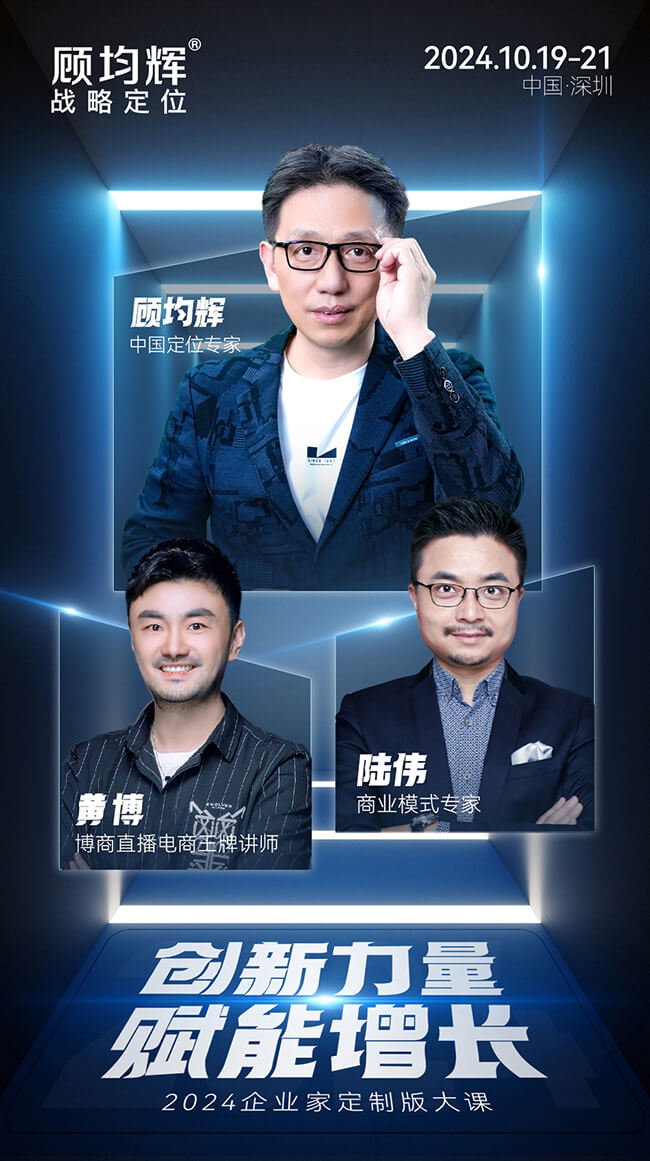 顾均辉®
战略定位
2024.10.19-21
中国·深圳
顾均辉
中国定位专家
黄博
博商直播电商王牌讲师
陆伟
商业模式专家
创新力量
赋能增长
2024企业家定制版大课